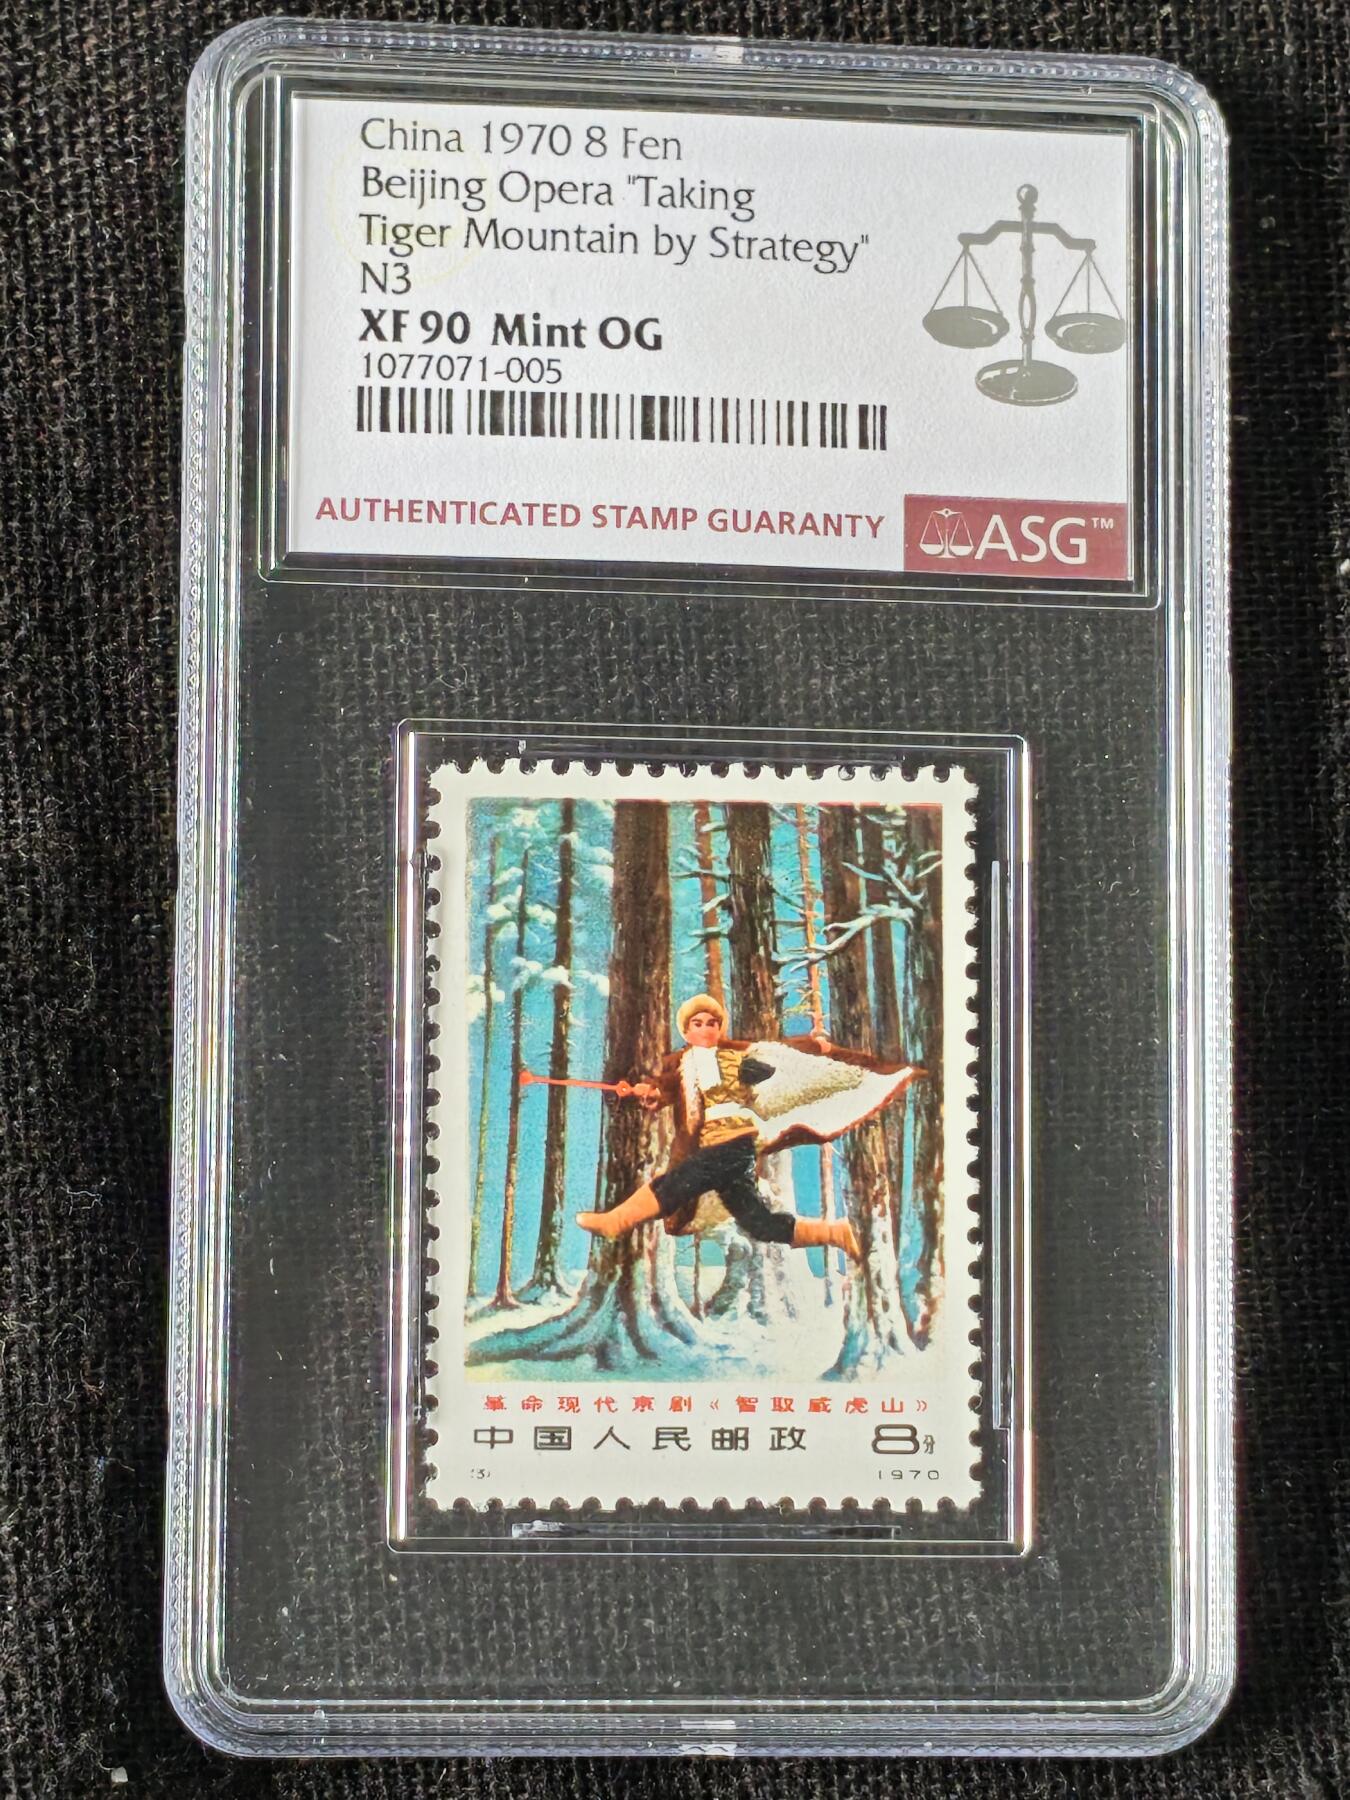 China 1970 8 Fen
Beijing Opera "Taking
Tiger Mountain by Strategy"
N3
XF 90 Mint OG
1077071-005
AUTHENTICATED STAMP GUARANTY
ASG™
革命现代京剧《智取威虎山》
中国人民邮政 8分
(3) 1970